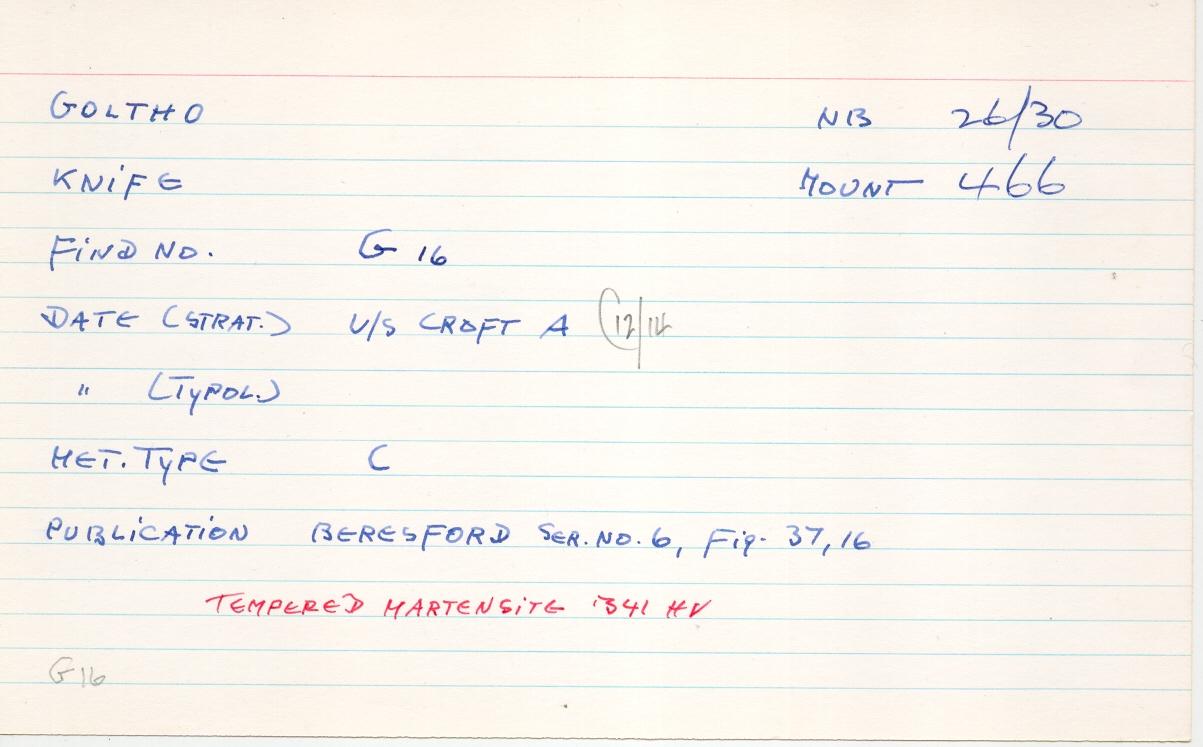 GOLTHO NB 26/30
KNIFE MOUNT 466
FIND NO. G 16
DATE (STRAT.) U/S CROFT A (12/14
" (TYPOL.)
MET. TYPE C
PUBLICATION BERESFORD SER. NO. 6, Fig. 37, 16
TEMPERED MARTENSITE 341 HV
G16